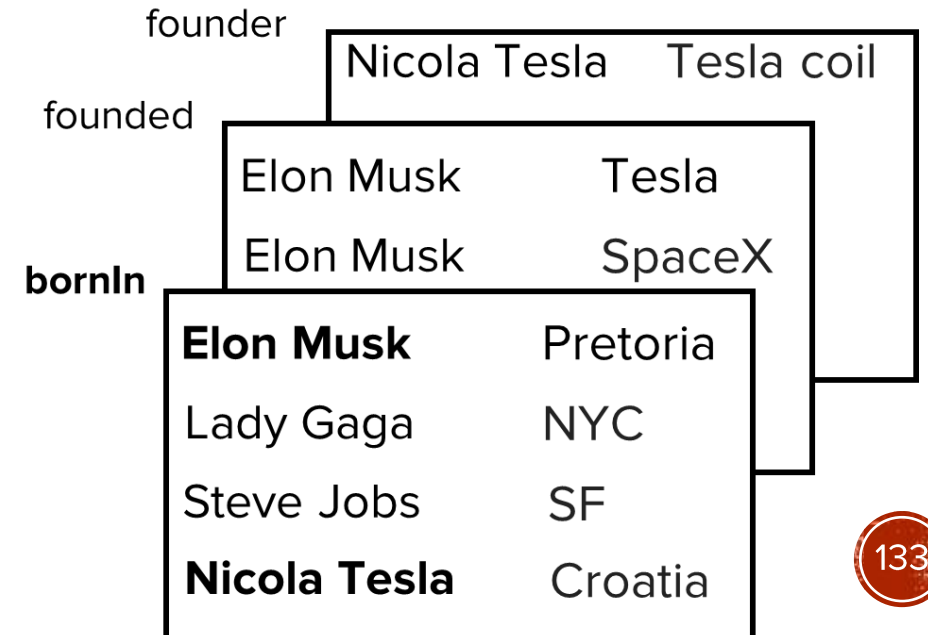 founder
Nicola Tesla Tesla coil
founded
Elon Musk Tesla
Elon Musk SpaceX
bornIn
Elon Musk Pretoria
Lady Gaga NYC
Steve Jobs SF
Nicola Tesla Croatia
133